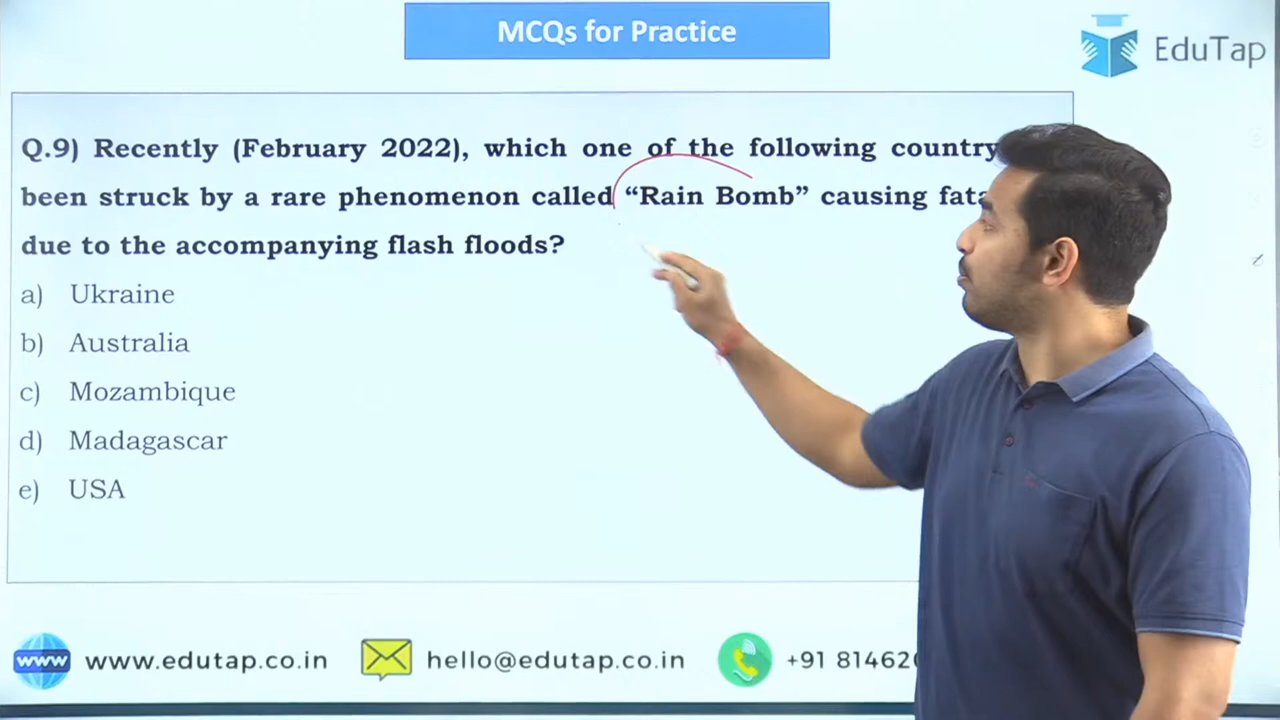 MCQs for Practice
EduTap
Q.9) Recently (February 2022), which one of the following country
been struck by a rare phenomenon called “Rain Bomb” causing
due to the accompanying flash floods?
a) Ukraine
b) Australia
c) Mozambique
d) Madagascar
e) USA
www www.edutap.co.in hello@edutap.co.in +91 81462